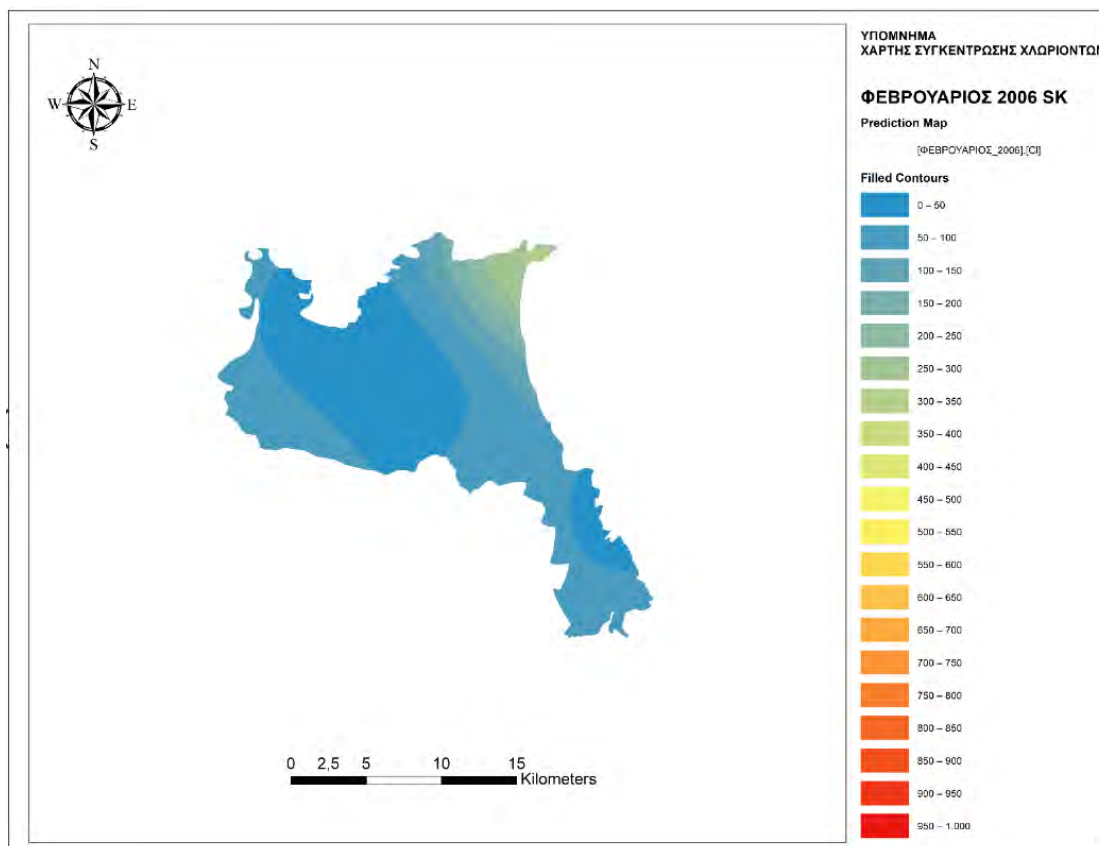 N
W E
S
0 2,5 5 10 15
Kilometers
ΥΠΟΜΝΗΜΑ
ΧΑΡΤΗΣ ΣΥΓΚΕΝΤΡΩΣΗΣ ΧΛΩΡΙΟΝΤΩΝ
ΦΕΒΡΟΥΑΡΙΟΣ 2006 SK
Prediction Map
[ΦΕΒΡΟΥΑΡΙΟΣ_2006].[Cl]
Filled Contours
0 – 50
50 – 100
100 – 150
150 – 200
200 – 250
250 – 300
300 – 350
350 – 400
400 – 450
450 – 500
500 – 550
550 – 600
600 – 650
650 – 700
700 – 750
750 – 800
800 – 850
850 – 900
900 – 950
950 – 1.000